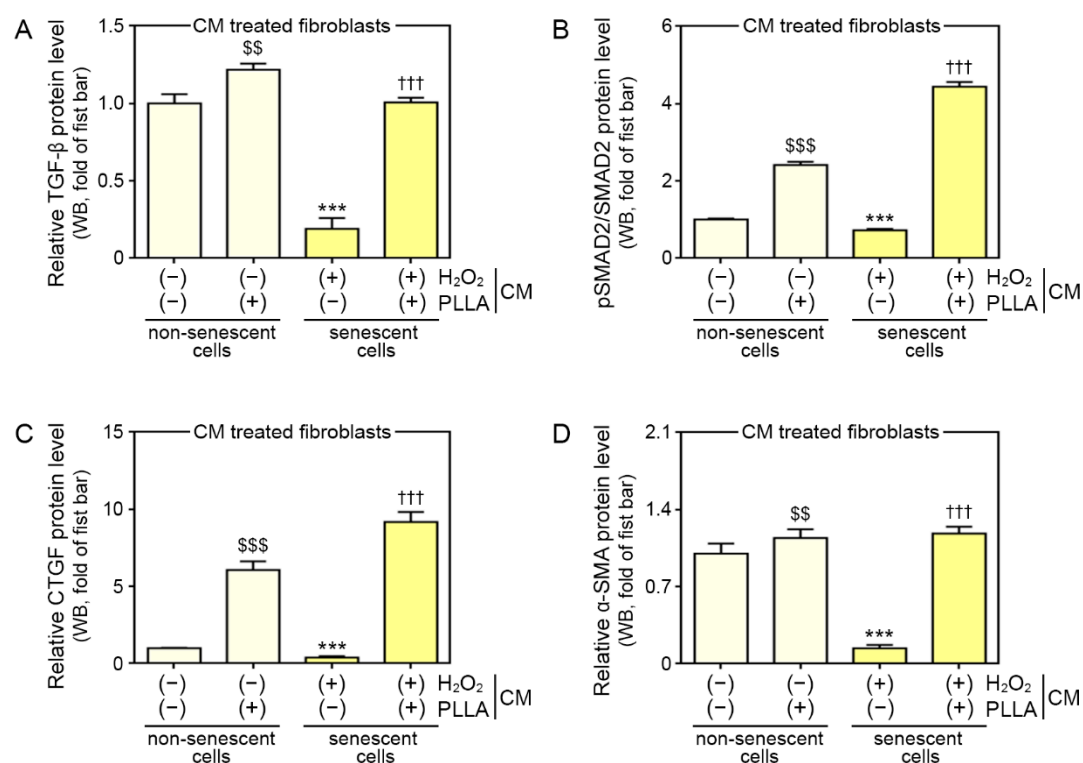 A
CM treated fibroblasts
Relative TGF-β protein level
(WB, fold of fist bar)
1.5
1.0
0.5
0
$$
***
†††
(−) (−) (+) (+) H₂O₂
(−) (+) (−) (+) PLLA
CM
non-senescent
cells
senescent
cells
B
CM treated fibroblasts
pSMAD2/SMAD2 protein level
(WB, fold of fist bar)
6
4
2
0
$$$
***
†††
(−) (−) (+) (+) H₂O₂
(−) (+) (−) (+) PLLA
CM
non-senescent
cells
senescent
cells
C
CM treated fibroblasts
Relative CTGF protein level
(WB, fold of fist bar)
15
10
5
0
$$$
***
†††
(−) (−) (+) (+) H₂O₂
(−) (+) (−) (+) PLLA
CM
non-senescent
cells
senescent
cells
D
CM treated fibroblasts
Relative α-SMA protein level
(WB, fold of fist bar)
2.1
1.4
0.7
0
$$
***
†††
(−) (−) (+) (+) H₂O₂
(−) (+) (−) (+) PLLA
CM
non-senescent
cells
senescent
cells